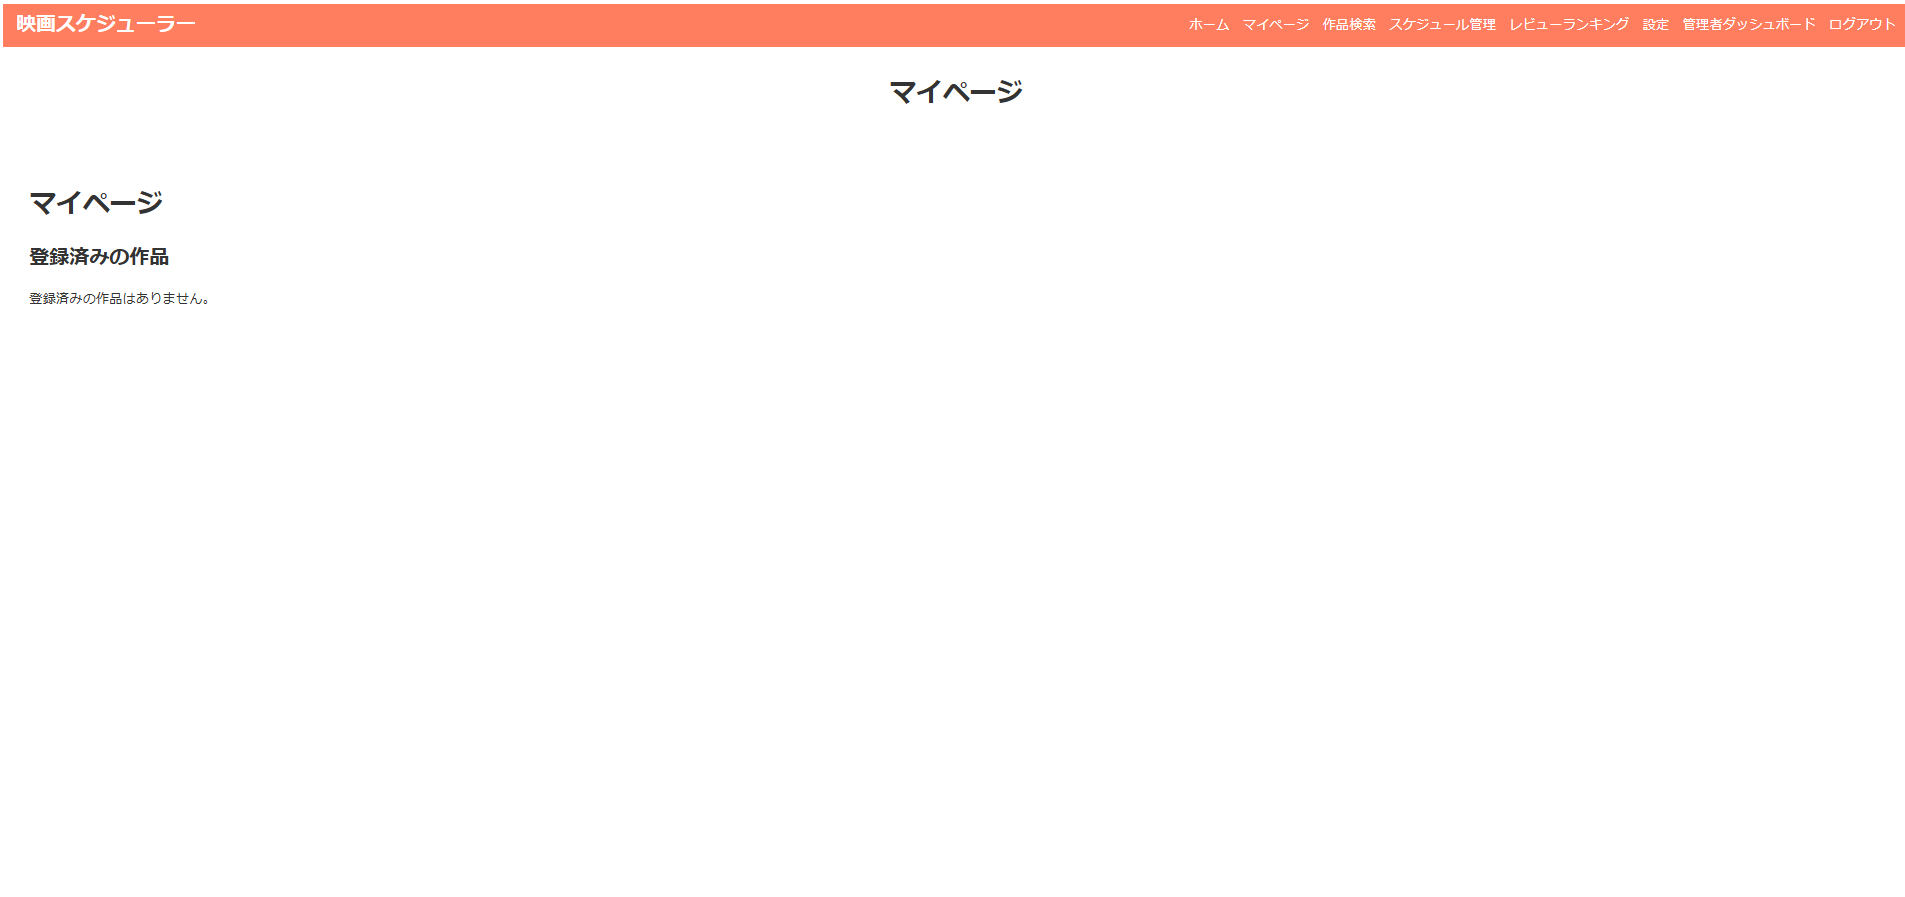 映画スケジューラー
ホーム マイページ 作品検索 スケジュール管理 レビューランキング 設定 管理者ダッシュボード ログアウト
マイページ
マイページ
登録済みの作品
登録済みの作品はありません。